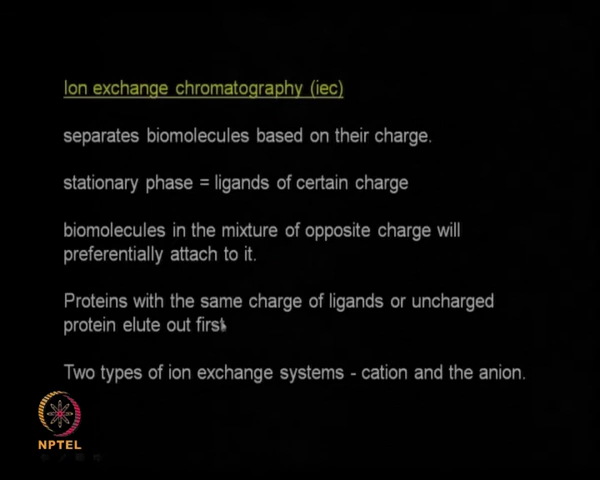 Ion exchange chromatography (iec)
separates biomolecules based on their charge.
stationary phase = ligands of certain charge
biomolecules in the mixture of opposite charge will
preferentially attach to it.
Proteins with the same charge of ligands or uncharged
protein elute out first
Two types of ion exchange systems - cation and the anion.
NPTEL